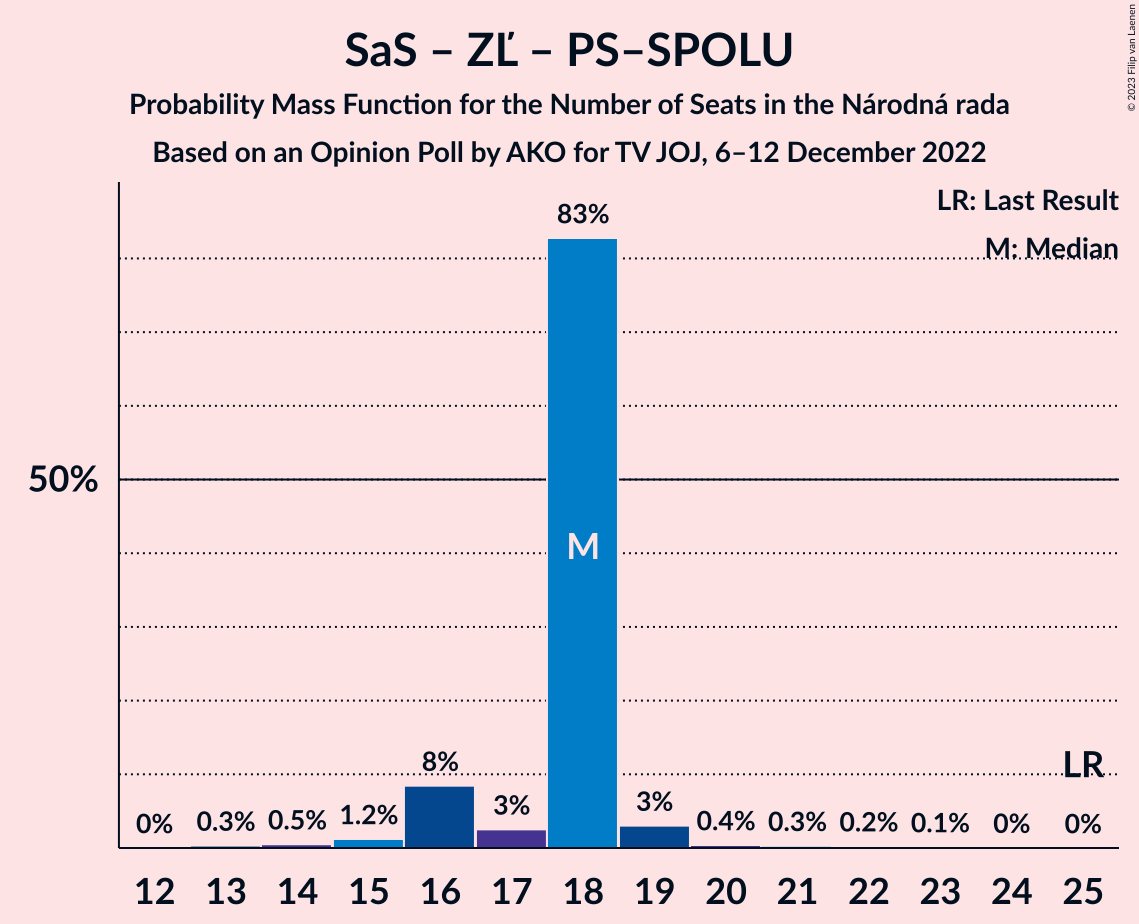 SaS – ZĽ – PS–SPOLU
Probability Mass Function for the Number of Seats in the Národná rada
Based on an Opinion Poll by AKO for TV JOJ, 6–12 December 2022
© 2023 Filip van Laenen
LR: Last Result
M: Median
50%
0%
0.3%
0.5%
1.2%
8%
3%
83%
M
3%
0.4%
0.3%
0.2%
0.1%
0%
LR
0%
12 13 14 15 16 17 18 19 20 21 22 23 24 25